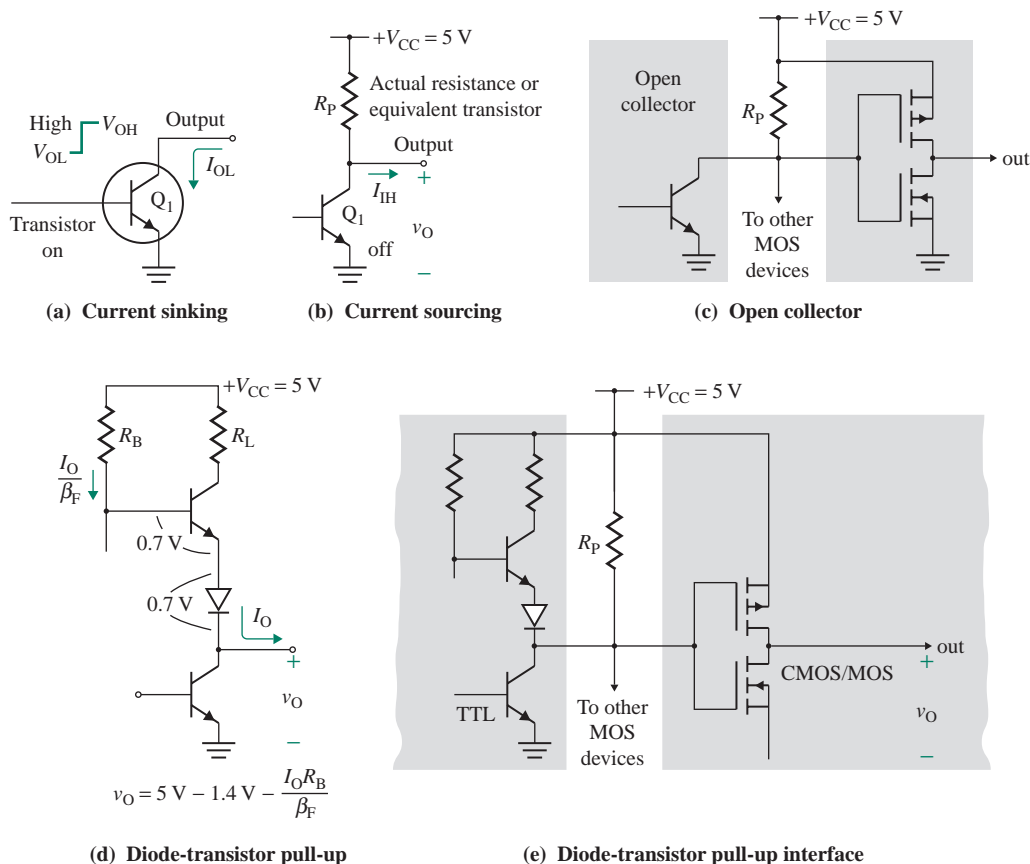 +V_CC = 5 V
Actual resistance or
equivalent transistor
R_P
High
V_OH
V_OL
Output
I_OL
Q_1
Transistor
on
Output
I_IH
+
Q_1
v_O
off
−
(a) Current sinking
(b) Current sourcing
+V_CC = 5 V
Open
collector
R_P
out
To other
MOS
devices
(c) Open collector
+V_CC = 5 V
R_B
R_L
I_O
β_F
0.7 V
0.7 V
I_O
+
v_O
−
v_O = 5 V − 1.4 V − I_O R_B / β_F
(d) Diode-transistor pull-up
+V_CC = 5 V
R_P
out
CMOS/MOS
+
TTL
To other
MOS
devices
v_O
−
(e) Diode-transistor pull-up interface